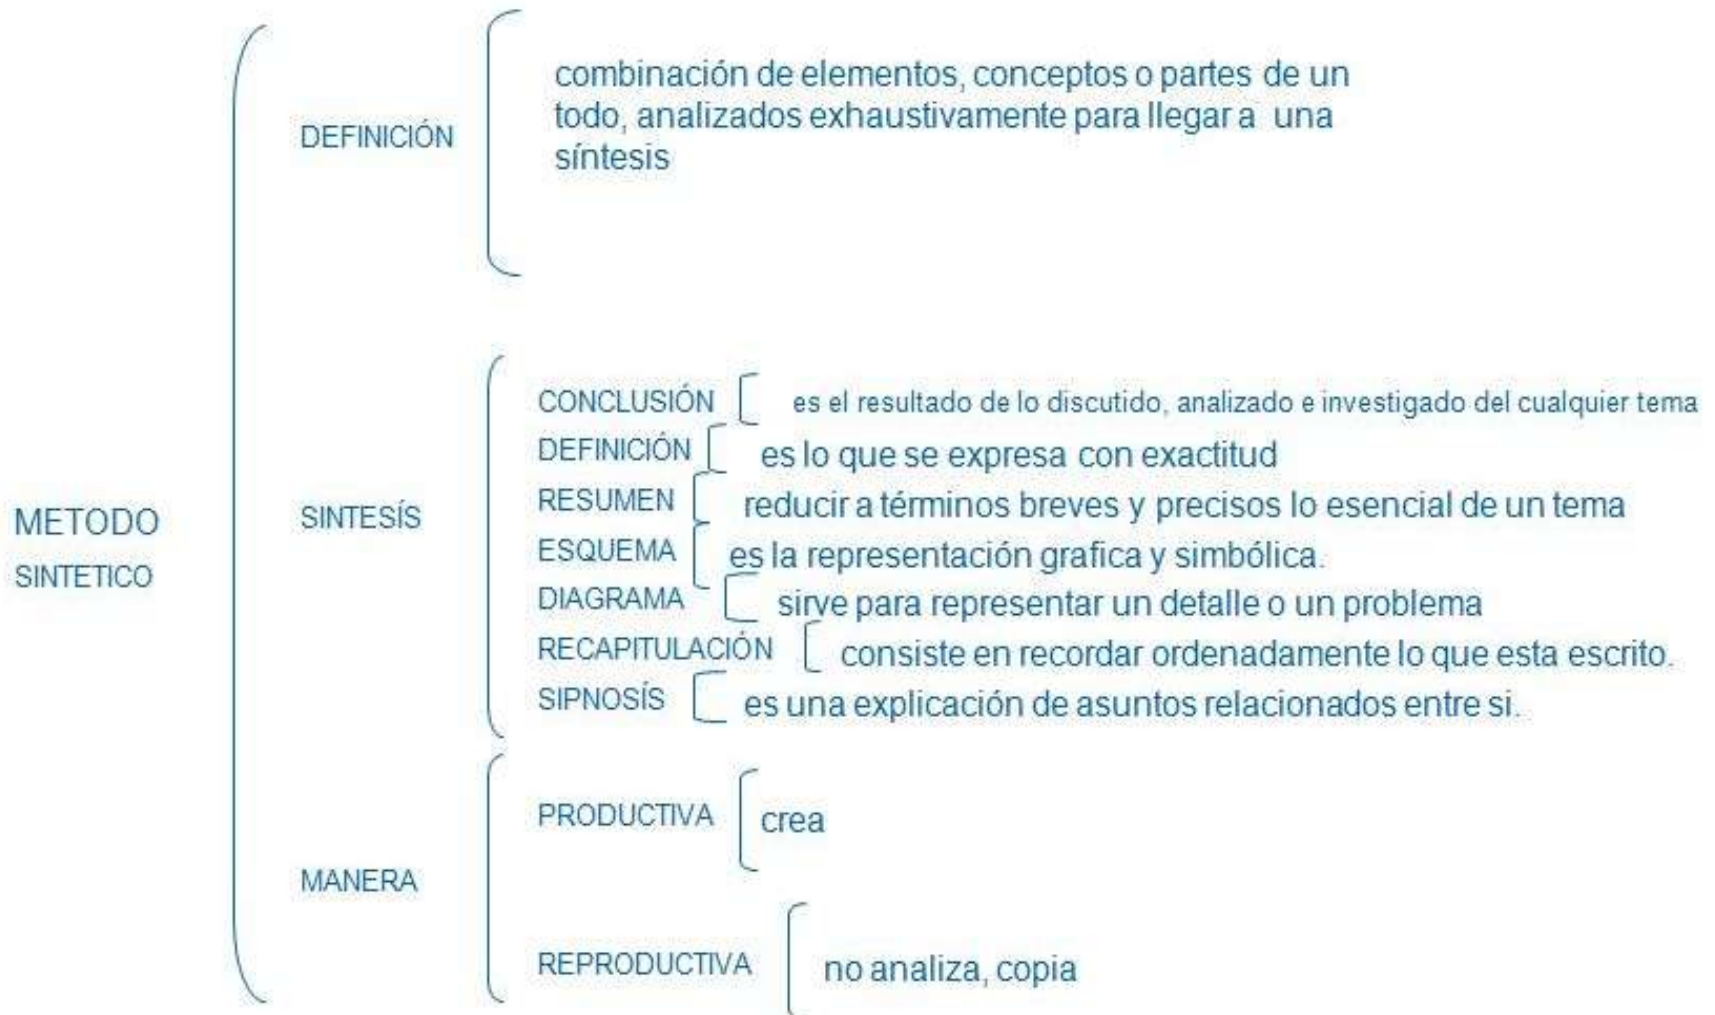 METODO
SINTETICO
DEFINICIÓN
combinación de elementos, conceptos o partes de un
todo, analizados exhaustivamente para llegar a una
síntesis
SINTESÍS
CONCLUSIÓN es el resultado de lo discutido, analizado e investigado del cualquier tema
DEFINICIÓN es lo que se expresa con exactitud
RESUMEN reducir a términos breves y precisos lo esencial de un tema
ESQUEMA es la representación grafica y simbólica.
DIAGRAMA sirve para representar un detalle o un problema
RECAPITULACIÓN consiste en recordar ordenadamente lo que esta escrito.
SIPNOSÍS es una explicación de asuntos relacionados entre si.
MANERA
PRODUCTIVA crea
REPRODUCTIVA no analiza, copia